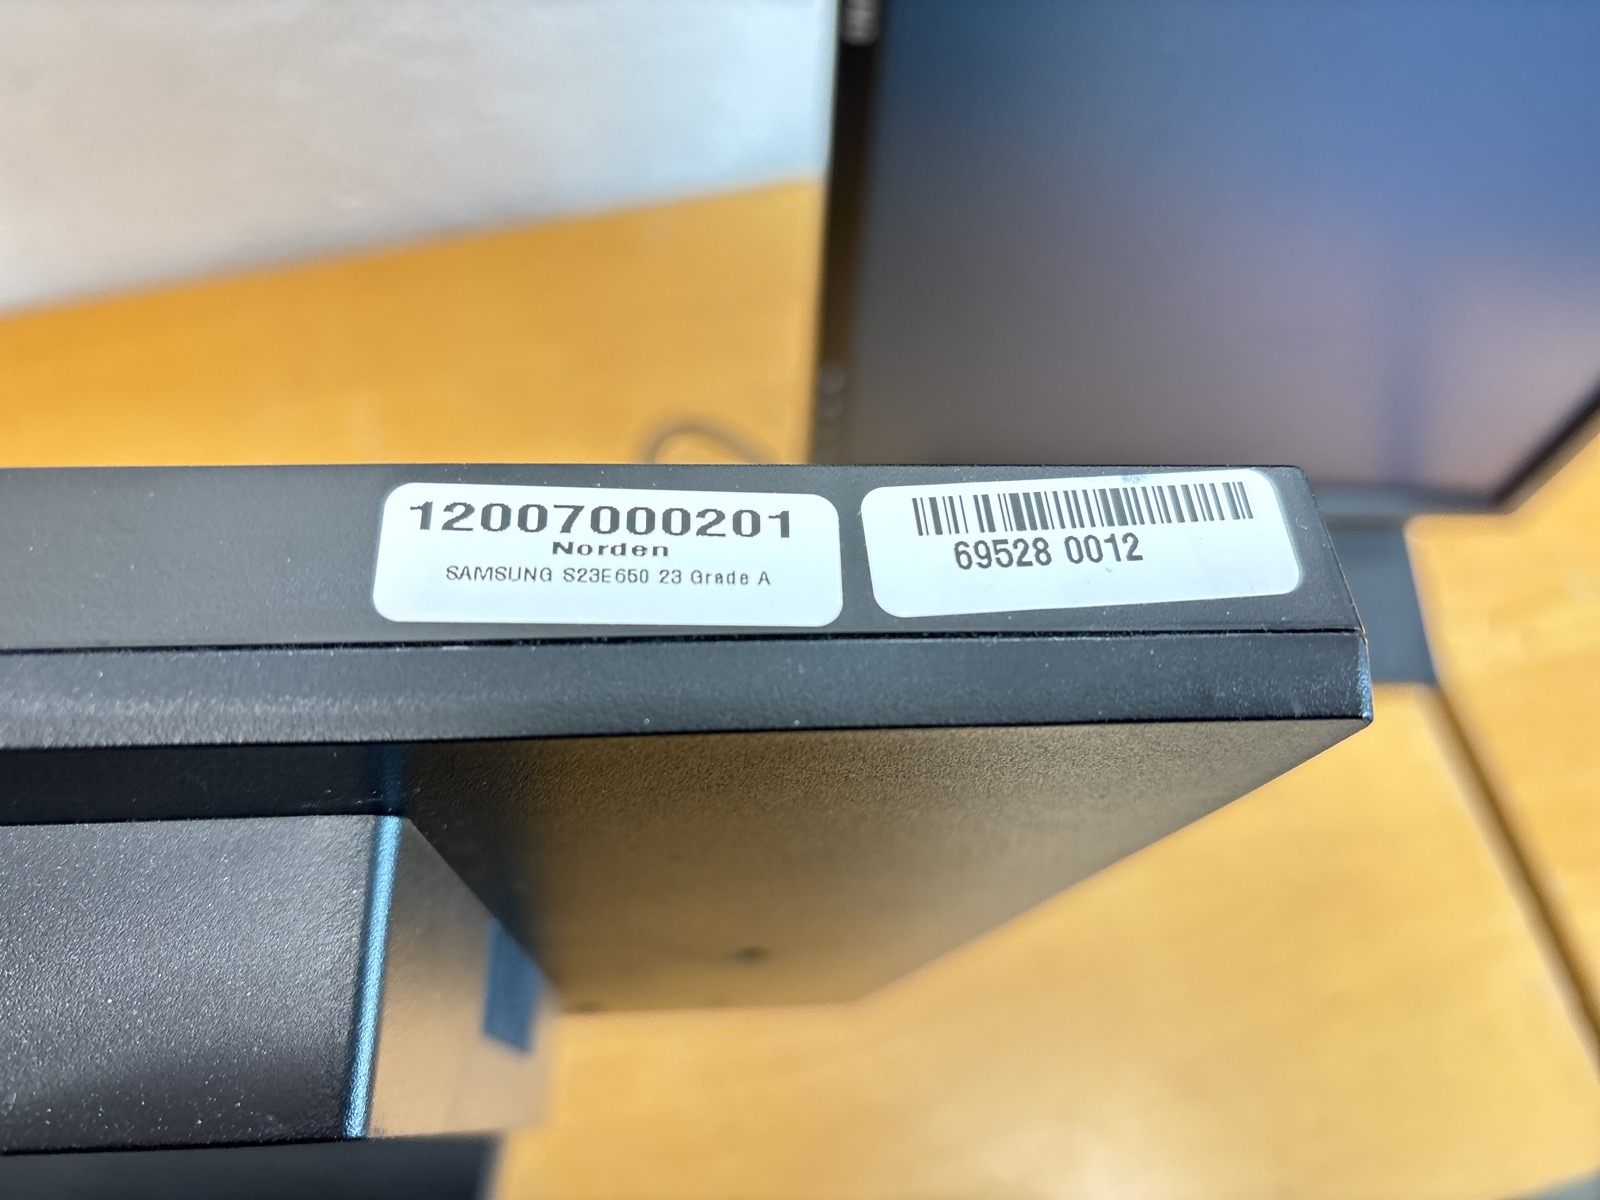 12007000201
Norden
SAMSUNG S23E650 23 Grade A
69528 0012